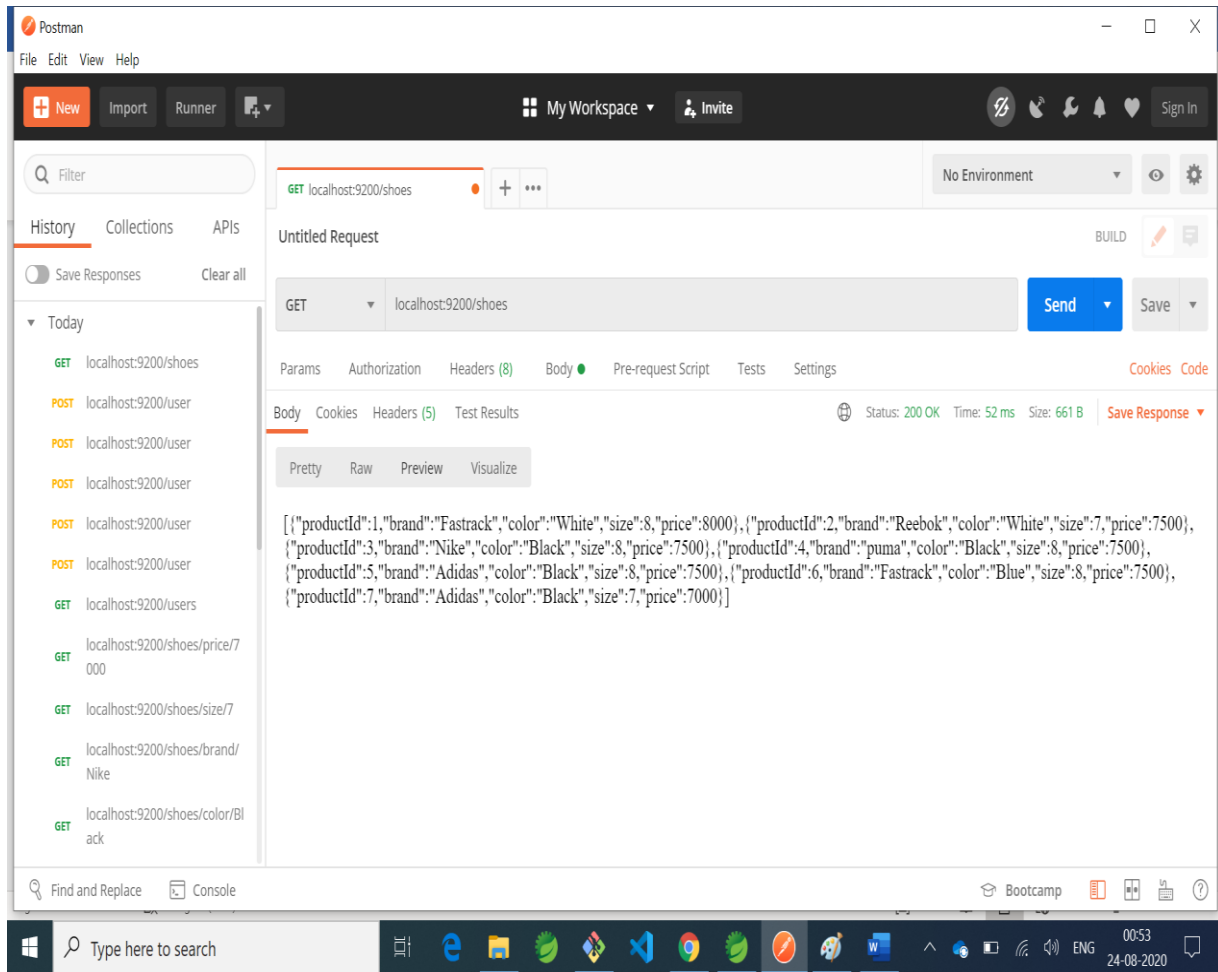 Postman
File Edit View Help
New Import Runner My Workspace Invite Sign In
Filter
GET localhost:9200/shoes
No Environment
History Collections APIs
Untitled Request
BUILD
Save Responses Clear all
GET localhost:9200/shoes Send Save
Today
GET localhost:9200/shoes
POST localhost:9200/user
POST localhost:9200/user
POST localhost:9200/user
POST localhost:9200/user
POST localhost:9200/user
GET localhost:9200/users
GET localhost:9200/shoes/price/7
000
GET localhost:9200/shoes/size/7
GET localhost:9200/shoes/brand/
Nike
GET localhost:9200/shoes/color/Bl
ack
Params Authorization Headers (8) Body Pre-request Script Tests Settings Cookies Code
Body Cookies Headers (5) Test Results Status: 200 OK Time: 52 ms Size: 661 B Save Response
Pretty Raw Preview Visualize
[{"productId":1,"brand":"Fastrack","color":"White","size":8,"price":8000},{"productId":2,"brand":"Reebok","color":"White","size":7,"price":7500},
{"productId":3,"brand":"Nike","color":"Black","size":8,"price":7500},{"productId":4,"brand":"puma","color":"Black","size":8,"price":7500},
{"productId":5,"brand":"Adidas","color":"Black","size":8,"price":7500},{"productId":6,"brand":"Fastrack","color":"Blue","size":8,"price":7500},
{"productId":7,"brand":"Adidas","color":"Black","size":7,"price":7000}]
Find and Replace Console Bootcamp
Type here to search
ENG
00:53
24-08-2020